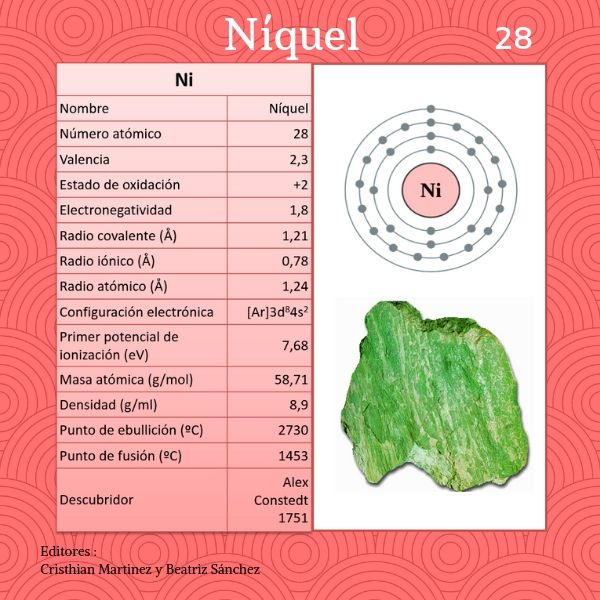 Níquel 28
Ni
Nombre Níquel
Número atómico 28
Valencia 2,3
Estado de oxidación +2
Electronegatividad 1,8
Radio covalente (Å) 1,21
Radio iónico (Å) 0,78
Radio atómico (Å) 1,24
Configuración electrónica [Ar]3d⁸4s²
Primer potencial de
ionización (eV) 7,68
Masa atómica (g/mol) 58,71
Densidad (g/ml) 8,9
Punto de ebullición (ºC) 2730
Punto de fusión (ºC) 1453
Descubridor Alex
Constedt
1751
Ni
Editores :
Cristhian Martinez y Beatriz Sánchez